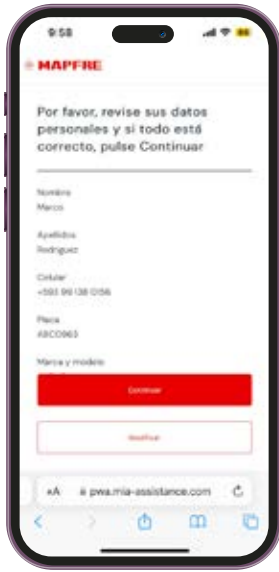 9:58
MAPFRE
Por favor, revise sus datos
personales y si todo está
correcto, pulse Continuar
Nombre
Marcos
Apellidos
Rodriguez
Celular
+593 99 138 0156
Placa
ABC0963
Marca y modelo
Continuar
Modificar
AA pwa.mia-assistance.com